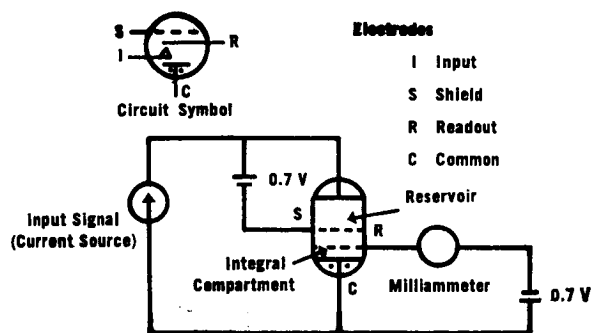 S
R
I
C
Circuit Symbol
Electrodes
I Input
S Shield
R Readout
C Common
0.7 V
Input Signal
(Current Source)
S
Reservoir
R
Integral
Compartment
C
Milliammeter
0.7 V